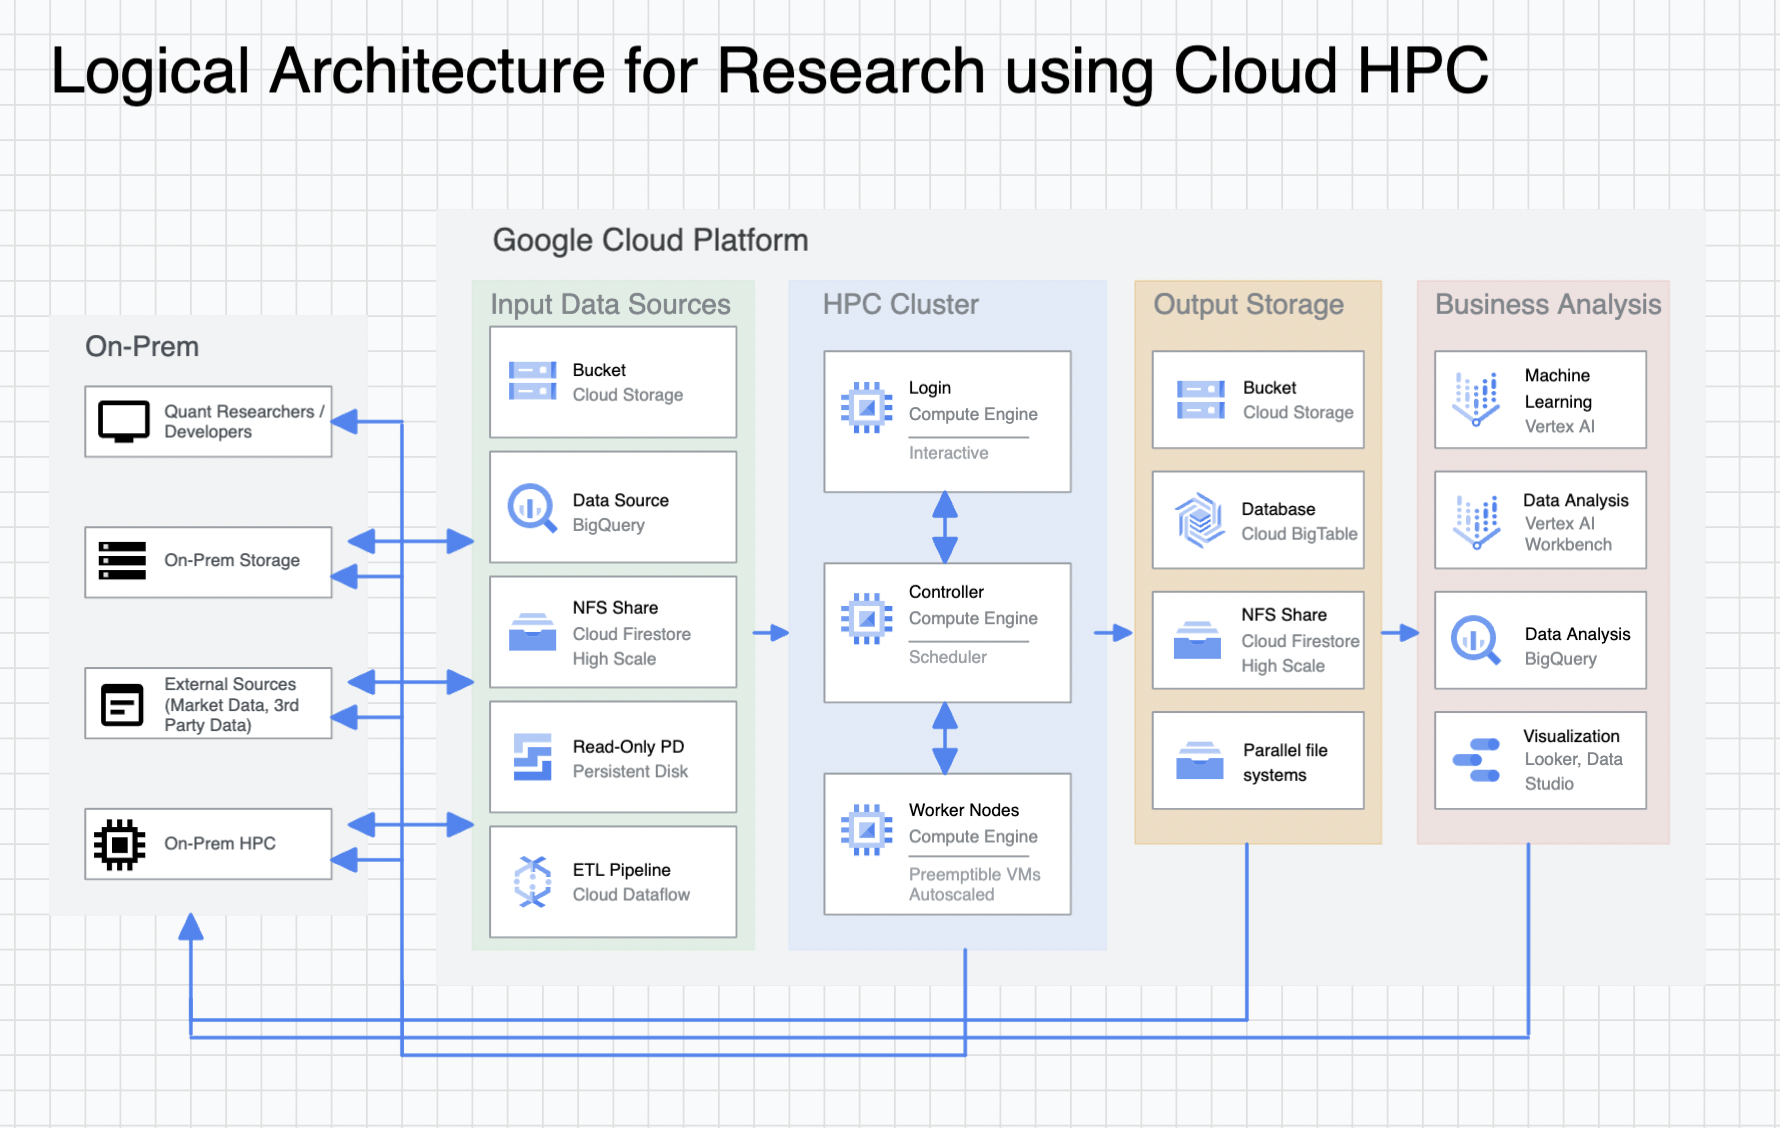 Logical Architecture for Research using Cloud HPC
Google Cloud Platform
On-Prem
Quant Researchers /
Developers
On-Prem Storage
External Sources
(Market Data, 3rd
Party Data)
On-Prem HPC
Input Data Sources
Bucket
Cloud Storage
Data Source
BigQuery
NFS Share
Cloud Firestore
High Scale
Read-Only PD
Persistent Disk
ETL Pipeline
Cloud Dataflow
HPC Cluster
Login
Compute Engine
Interactive
Controller
Compute Engine
Scheduler
Worker Nodes
Compute Engine
Preemptible VMs
Autoscaled
Output Storage
Bucket
Cloud Storage
Database
Cloud BigTable
NFS Share
Cloud Firestore
High Scale
Parallel file
systems
Business Analysis
Machine
Learning
Vertex AI
Data Analysis
Vertex AI
Workbench
Data Analysis
BigQuery
Visualization
Looker, Data
Studio